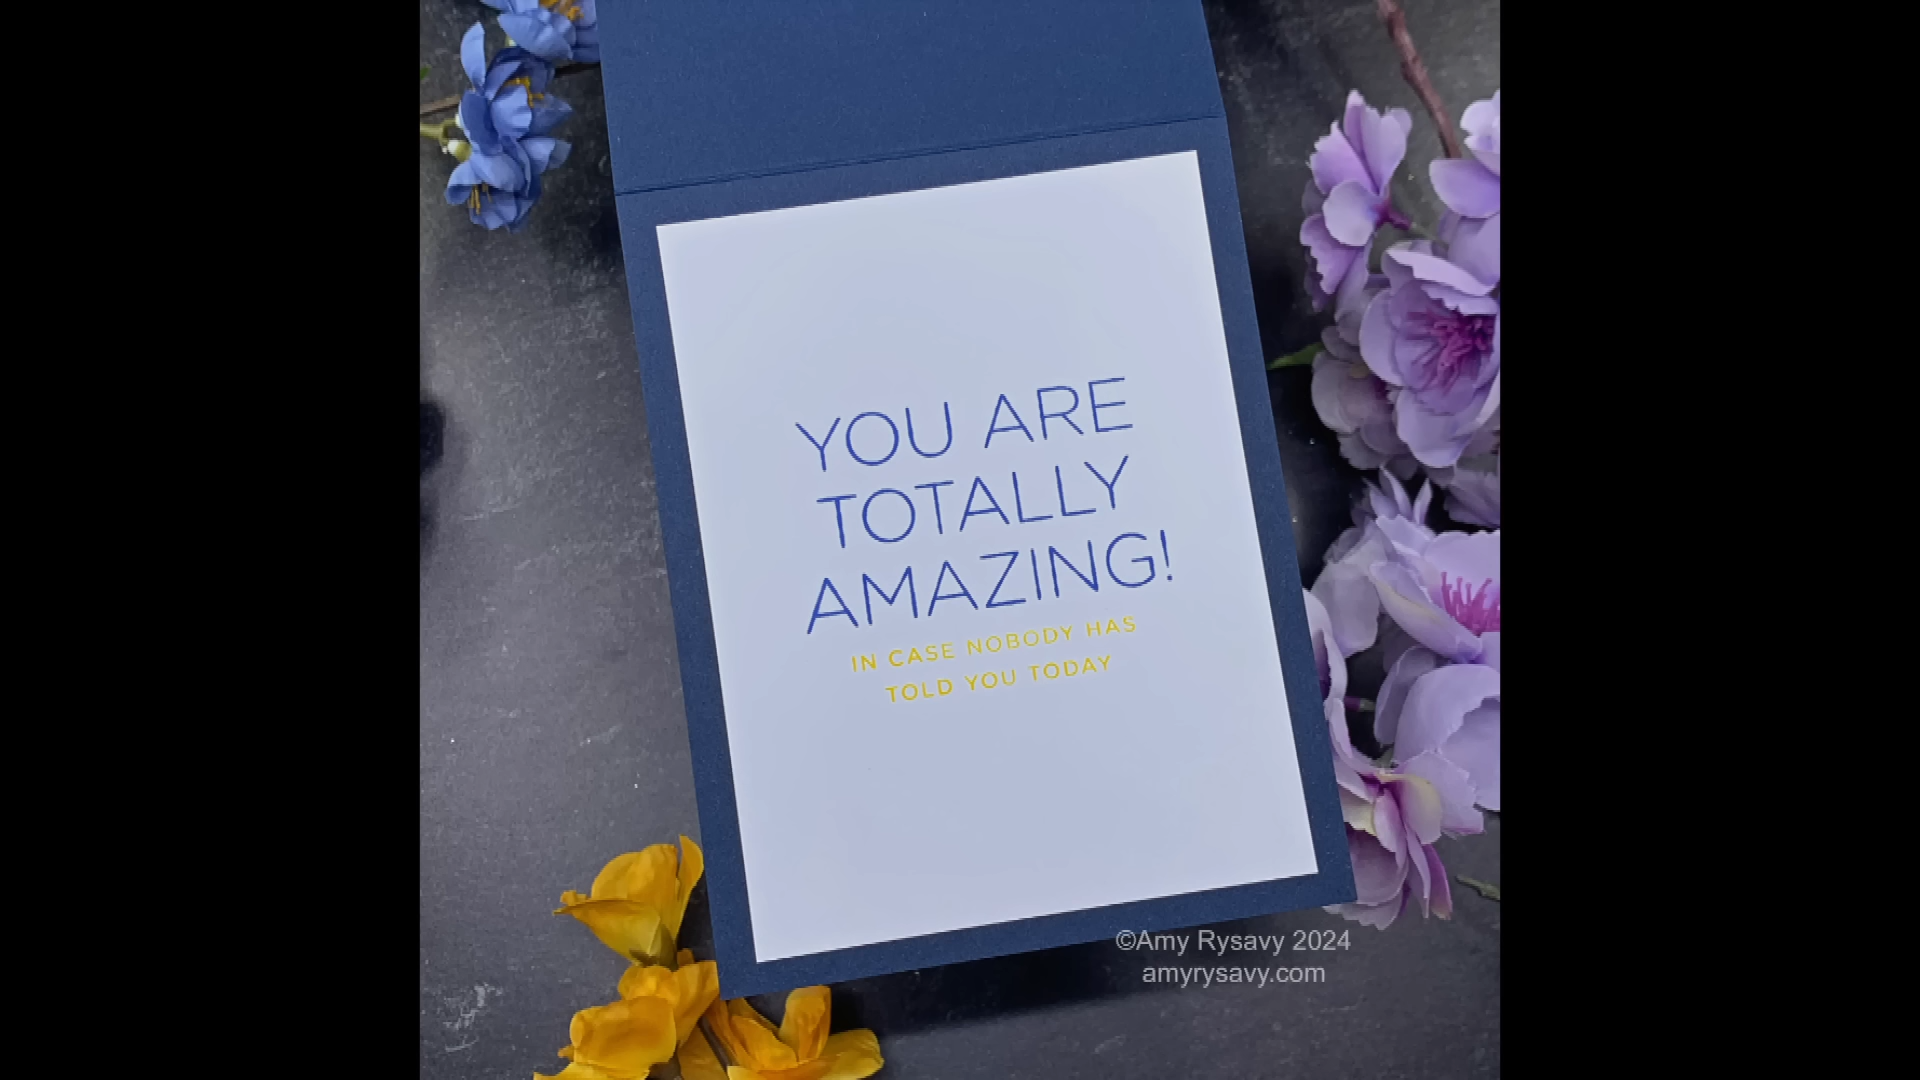 YOU ARE
TOTALLY
AMAZING!
IN CASE NOBODY HAS
TOLD YOU TODAY
©Amy Rysavy 2024
amyrysavy.com